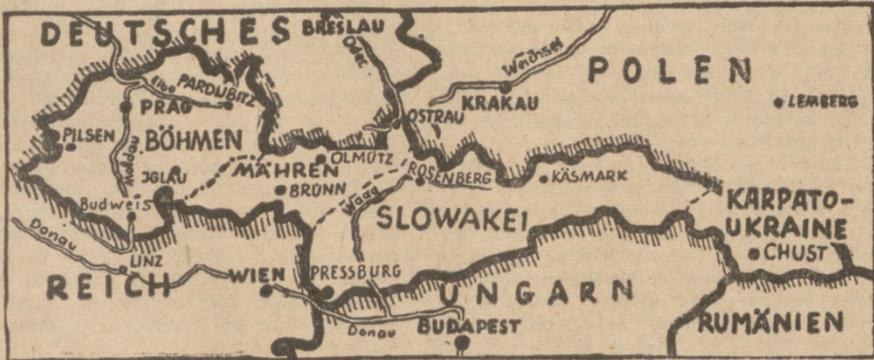 DEUTSCHES
BRESLAU
Oder
Weichsel
POLEN
Elbe
PARDUBITZ
PRAG
KRAKAU
LEMBERG
OSTRAU
PILSEN
BÖHMEN
Moldau
MÄHREN
OLMÜTZ
JGLAU
BRÜNN
ROSENBERG
KÄSMARK
Budweis
Waag
SLOWAKEI
KARPATO-
UKRAINE
CHUST
Donau
LINZ
REICH
WIEN
PRESSBURG
UNGARN
Donau
BUDAPEST
RUMÄNIEN